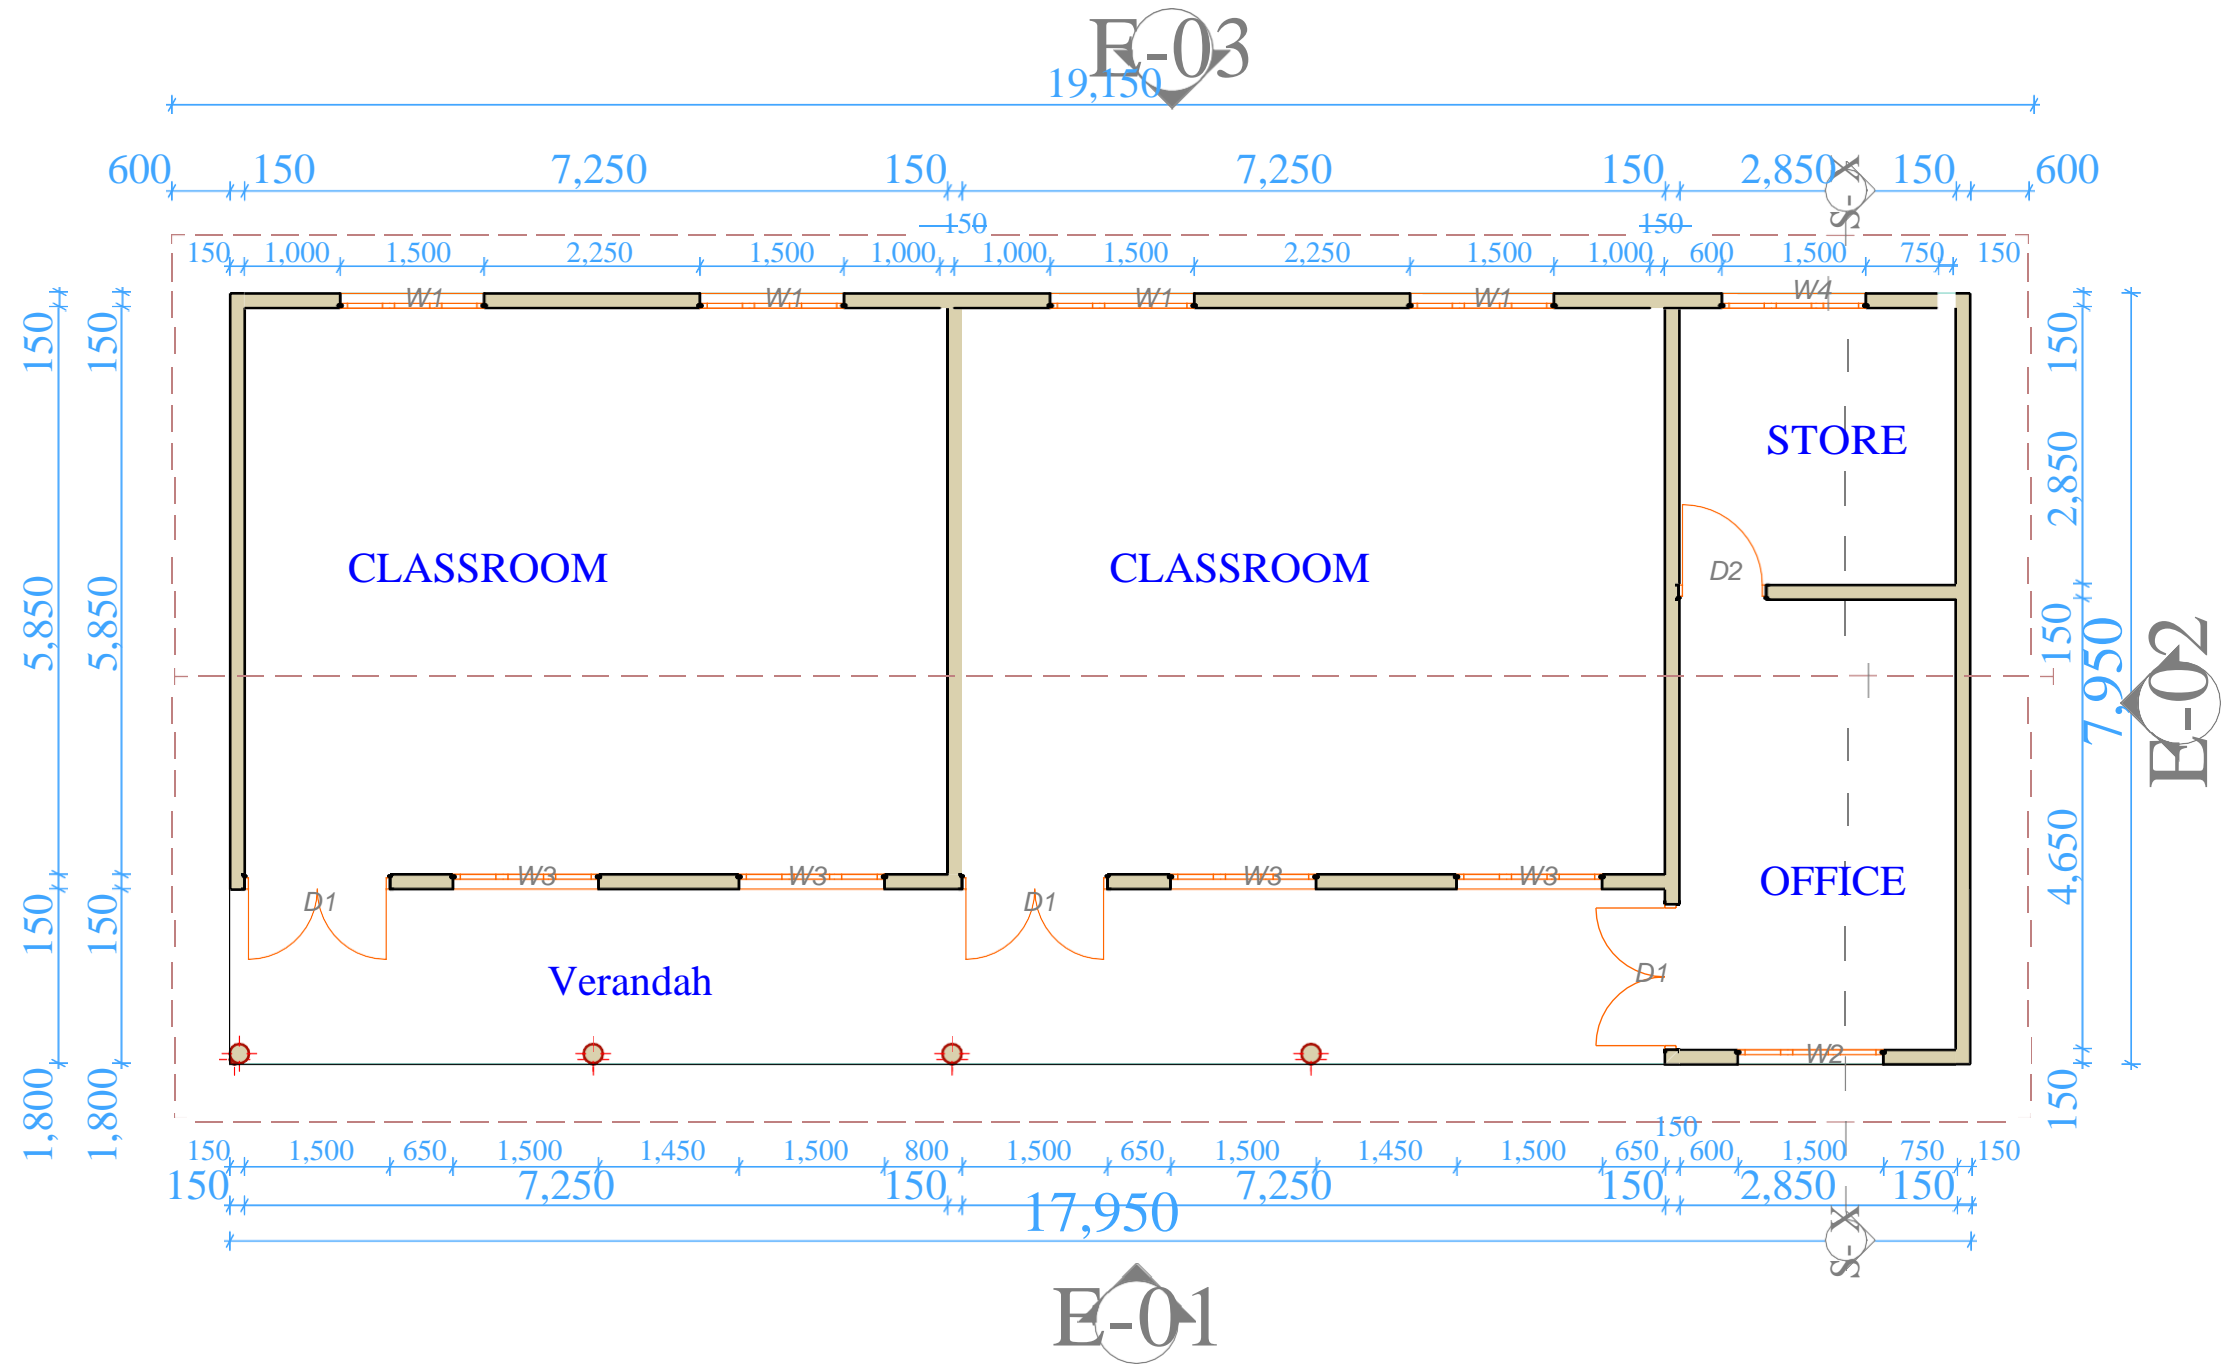 E-03
19,150
600 150 7,250 150 7,250 150 2,850 150 600
S-X
150 150
150 1,000 1,500 2,250 1,500 1,000 1,000 1,500 2,250 1,500 1,000 600 1,500 750 150
W1 W1 W1 W1 W4
150 150 150
STORE
2,850
CLASSROOM CLASSROOM D2
5,850 5,850 150
7,950
E-02
4,650
W3 W3 W3 W3 OFFICE
D1 D1
150 150
Verandah D1
W2
1,800 1,800 150
150
150 1,500 650 1,500 1,450 1,500 800 1,500 650 1,500 1,450 1,500 650 600 1,500 750 150
150 7,250 150 7,250 150 2,850 150
17,950
S-X
E-01